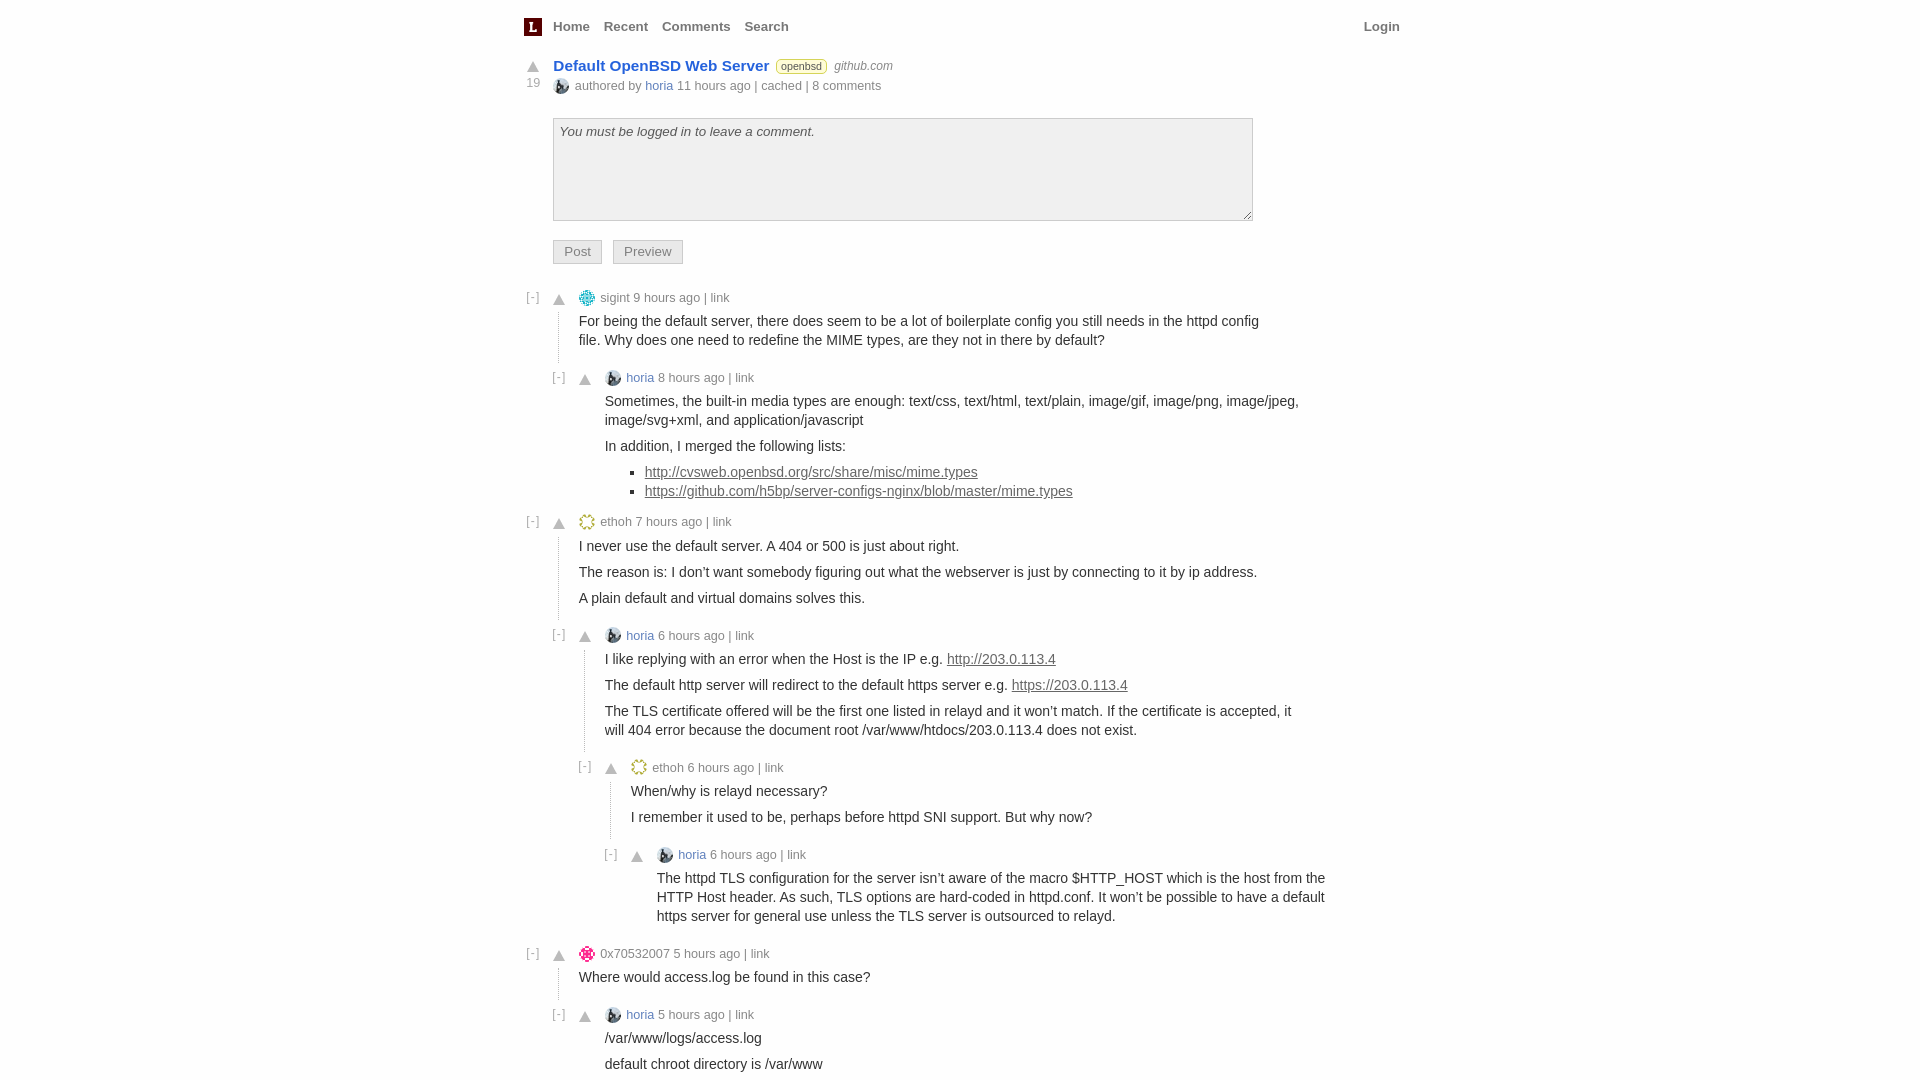 L Home Recent Comments Search Login
Default OpenBSD Web Server openbsd github.com
19
authored by horia 11 hours ago | cached | 8 comments
You must be logged in to leave a comment.
Post Preview
[-] sigint 9 hours ago | link
For being the default server, there does seem to be a lot of boilerplate config you still needs in the httpd config
file. Why does one need to redefine the MIME types, are they not in there by default?
[-] horia 8 hours ago | link
Sometimes, the built-in media types are enough: text/css, text/html, text/plain, image/gif, image/png, image/jpeg,
image/svg+xml, and application/javascript
In addition, I merged the following lists:
http://cvsweb.openbsd.org/src/share/misc/mime.types
https://github.com/h5bp/server-configs-nginx/blob/master/mime.types
[-] ethoh 7 hours ago | link
I never use the default server. A 404 or 500 is just about right.
The reason is: I don’t want somebody figuring out what the webserver is just by connecting to it by ip address.
A plain default and virtual domains solves this.
[-] horia 6 hours ago | link
I like replying with an error when the Host is the IP e.g. http://203.0.113.4
The default http server will redirect to the default https server e.g. https://203.0.113.4
The TLS certificate offered will be the first one listed in relayd and it won’t match. If the certificate is accepted, it
will 404 error because the document root /var/www/htdocs/203.0.113.4 does not exist.
[-] ethoh 6 hours ago | link
When/why is relayd necessary?
I remember it used to be, perhaps before httpd SNI support. But why now?
[-] horia 6 hours ago | link
The httpd TLS configuration for the server isn’t aware of the macro $HTTP_HOST which is the host from the
HTTP Host header. As such, TLS options are hard-coded in httpd.conf. It won’t be possible to have a default
https server for general use unless the TLS server is outsourced to relayd.
[-] 0x70532007 5 hours ago | link
Where would access.log be found in this case?
[-] horia 5 hours ago | link
/var/www/logs/access.log
default chroot directory is /var/www